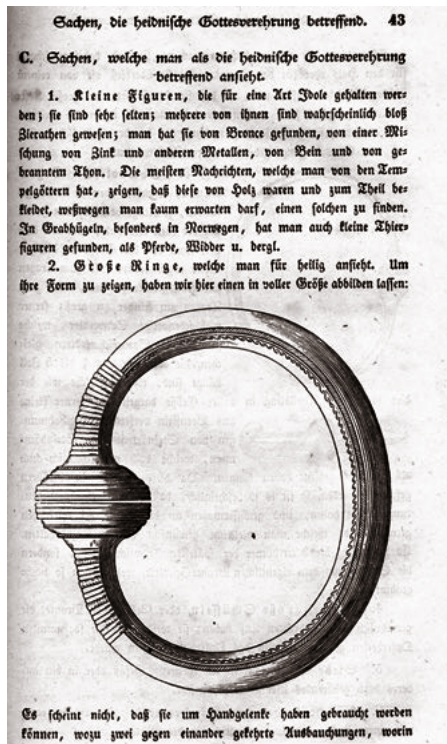 Sachen, die heidnische Gottesverehrung betreffend. 43
C. Sachen, welche man als die heidnische Gottesverehrung
betreffend ansieht.
1. Kleine Figuren, die für eine Art Idole gehalten wer-
den; sie sind sehr selten; mehrere von ihnen sind wahrscheinlich bloß
Zierathen gewesen; man hat sie von Bronce gefunden, von einer Mi-
schung von Zink und anderen Metallen, von Bein und von ge-
branntem Thon. Die meisten Nachrichten, welche man von den Tem-
pelgöttern hat, zeigen, daß diese von Holz waren und zum Theil be-
kleidet, weßwegen man kaum erwarten darf, einen solchen zu finden.
In Grabhügeln, besonders in Norwegen, hat man auch kleine Thier-
figuren gefunden, als Pferde, Widder u. dergl.
2. Große Ringe, welche man für heilig ansieht. Um
ihre Form zu zeigen, haben wir hier einen in voller Größe abbilden lassen:
Es scheint nicht, daß sie um Handgelenke haben gebraucht werden
können, wozu zwei gegen einander gekehrte Ausbauchungen, worin